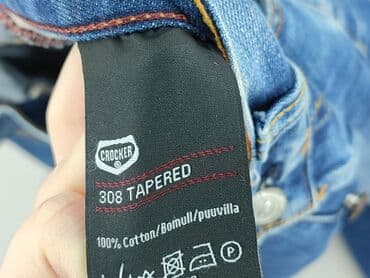 CROCKER
308 TAPERED
100% Cotton/Bomull/puuvilla
P